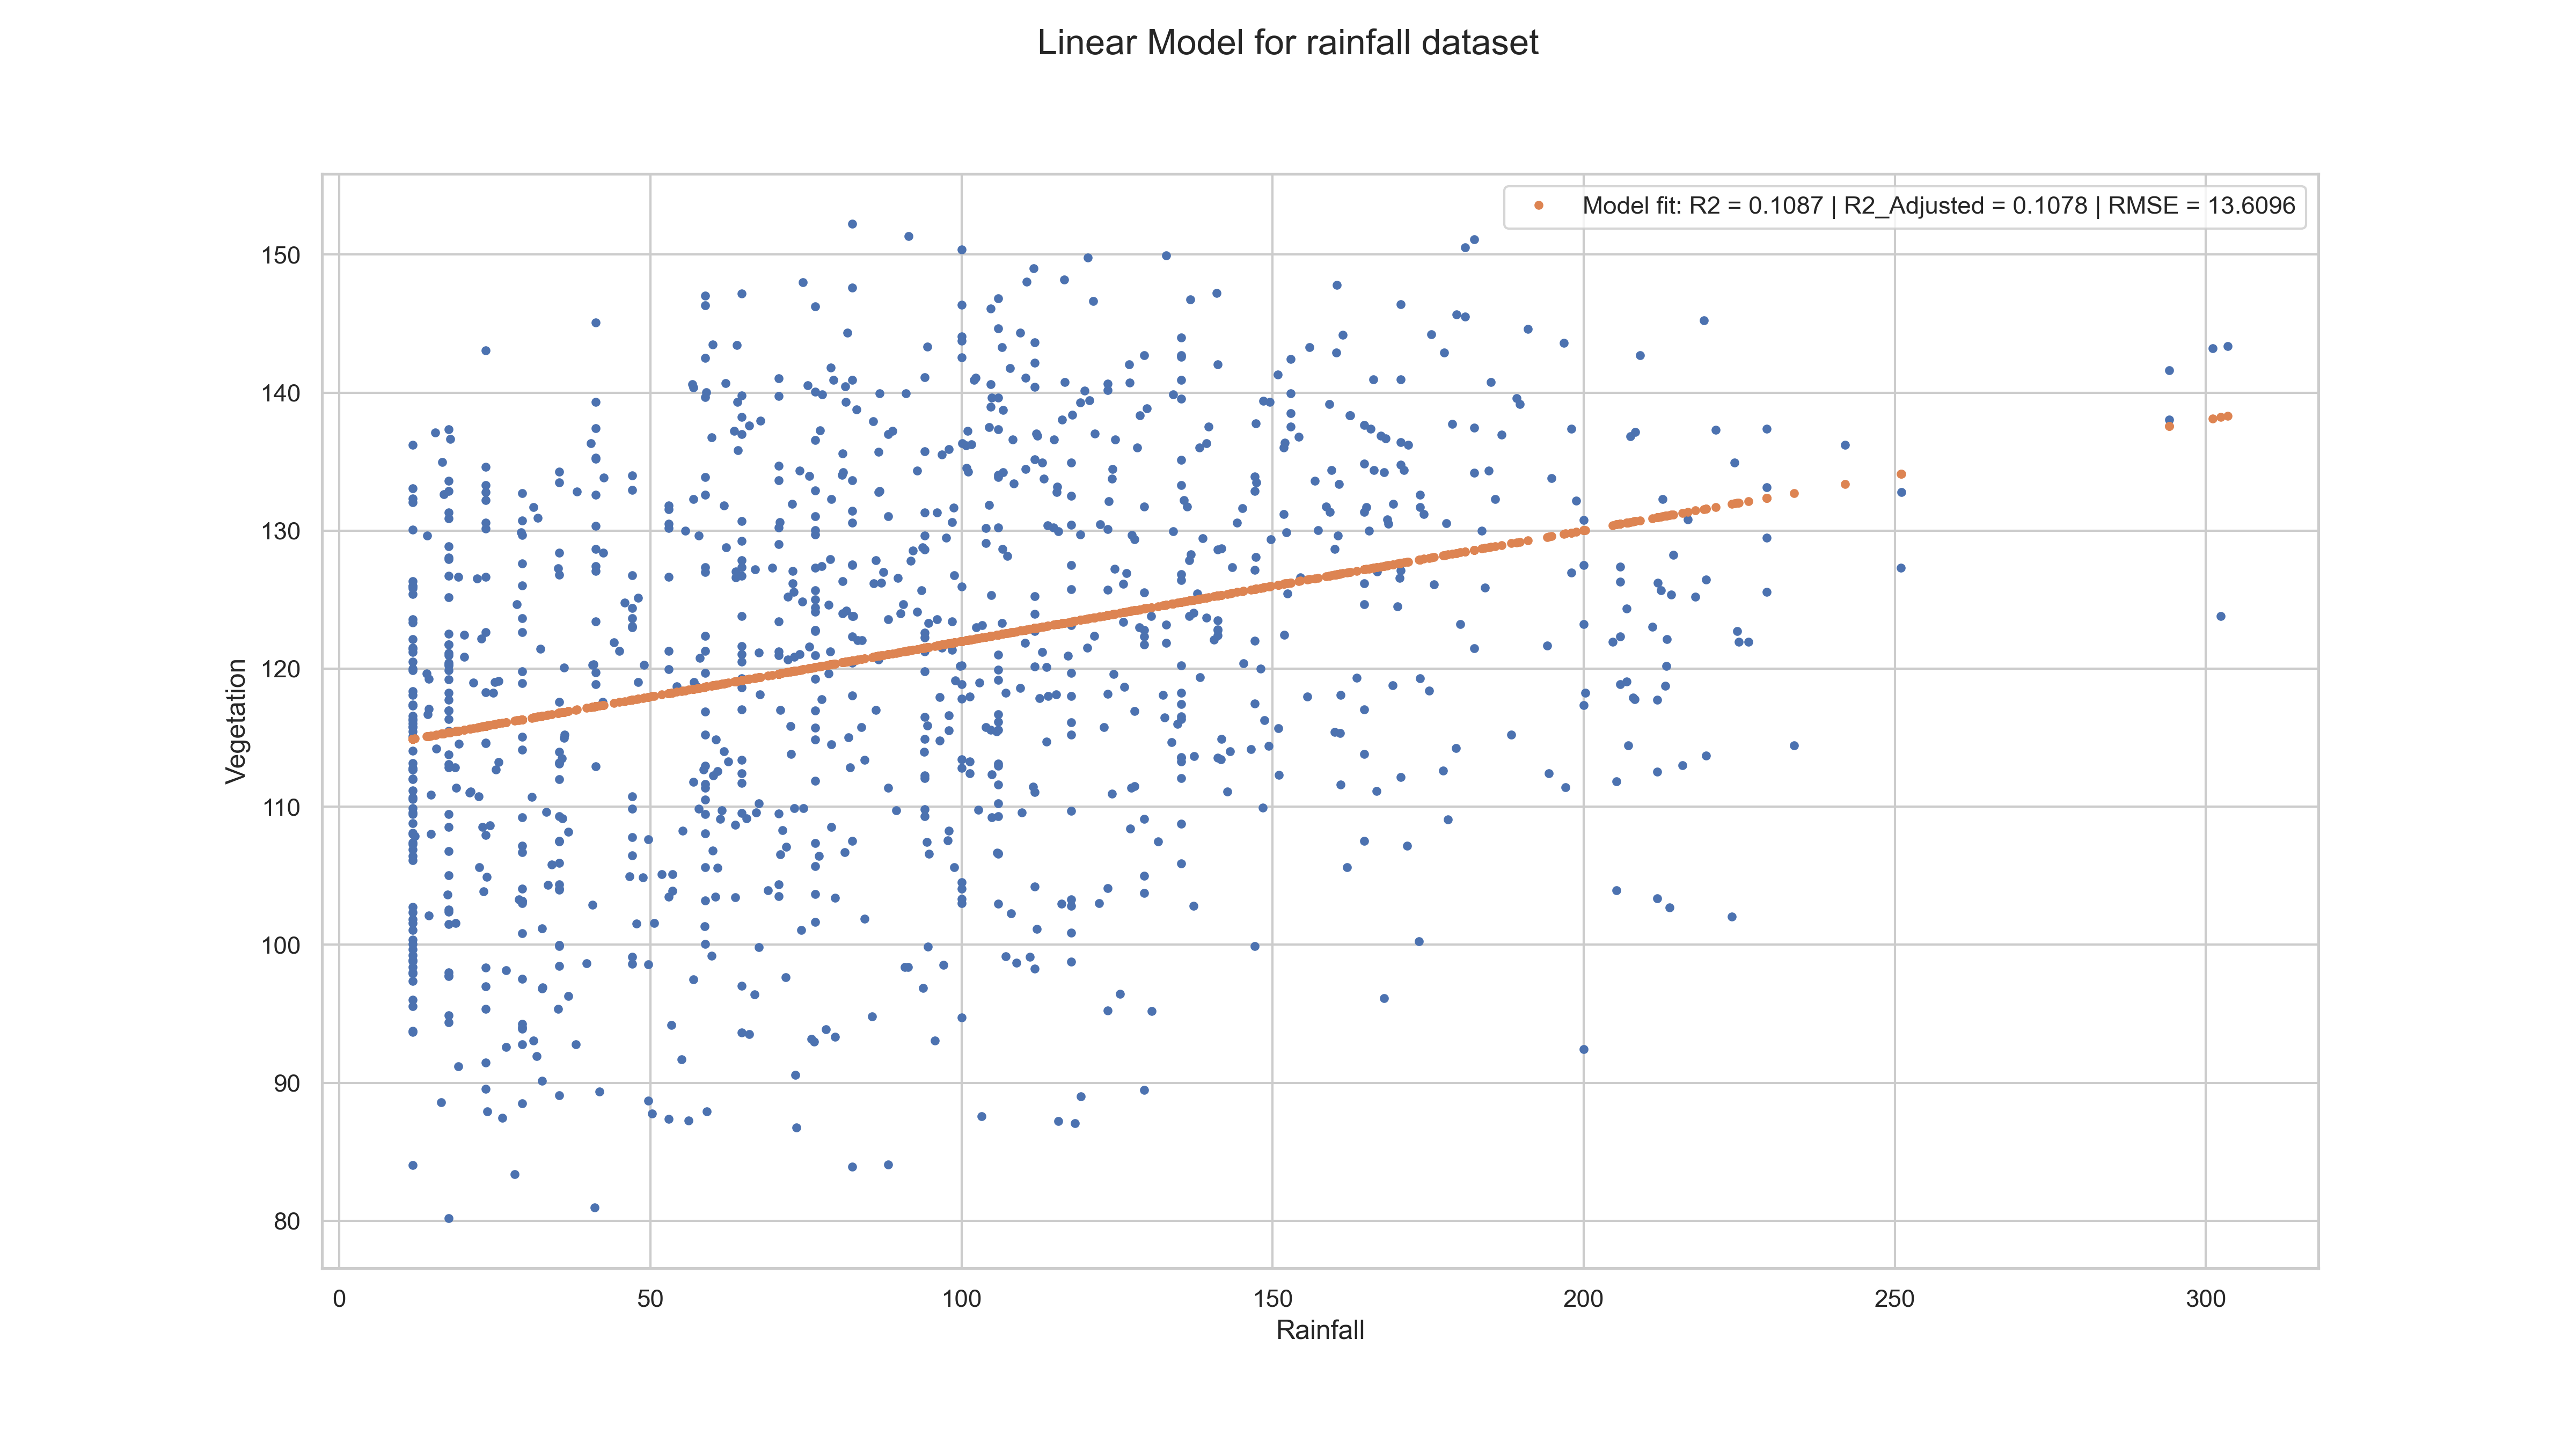 Linear Model for rainfall dataset
Model fit: R2 = 0.1087 | R2_Adjusted = 0.1078 | RMSE = 13.6096
150
140
130
120
110
100
90
80
Vegetation
0 50 100 150 200 250 300
Rainfall